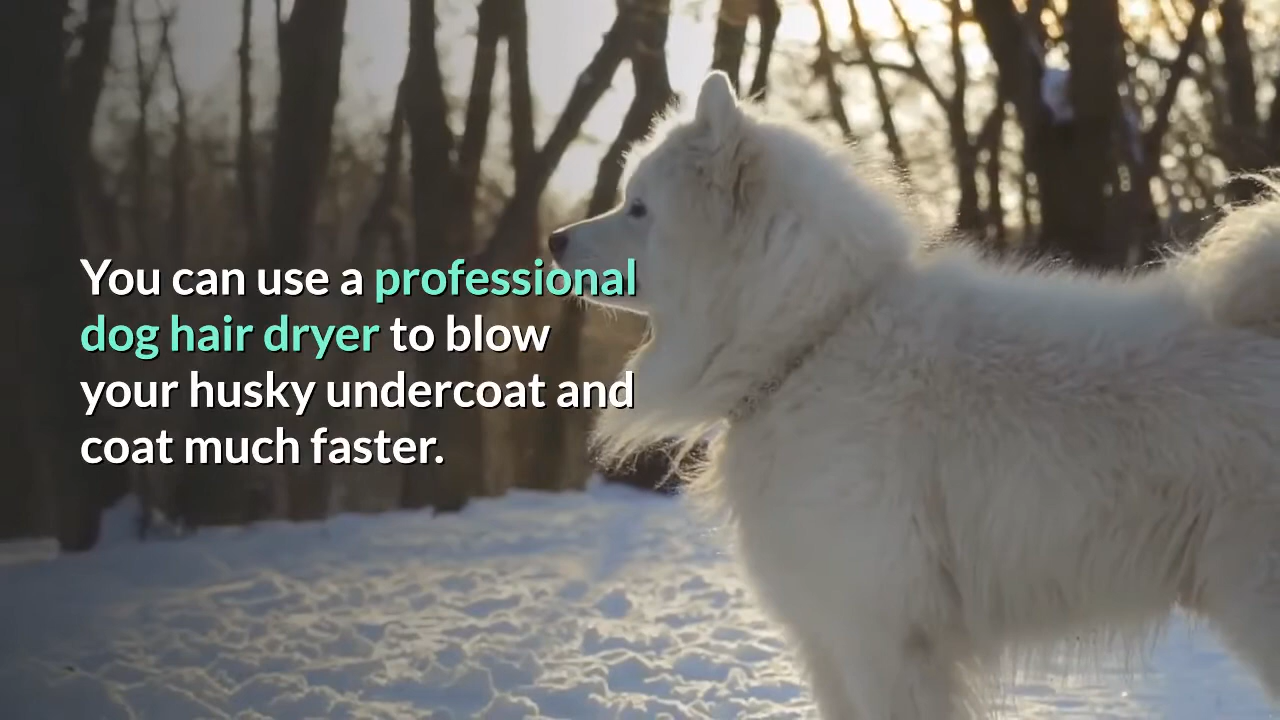 You can use a professional
dog hair dryer to blow
your husky undercoat and
coat much faster.